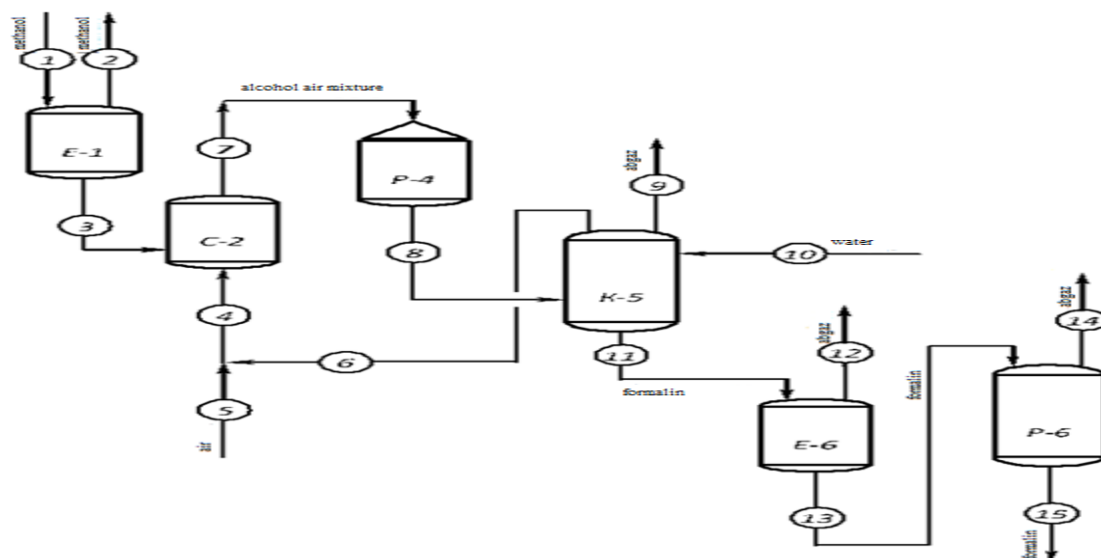 methanol
methanol
1
2
alcohol air mixture
E-1
7
P-4
abgaz
9
3
C-2
8
water
10
K-5
4
abgaz
14
6
11
12
abgaz
formalin
formalin
5
air
E-6
P-6
13
15
formalin